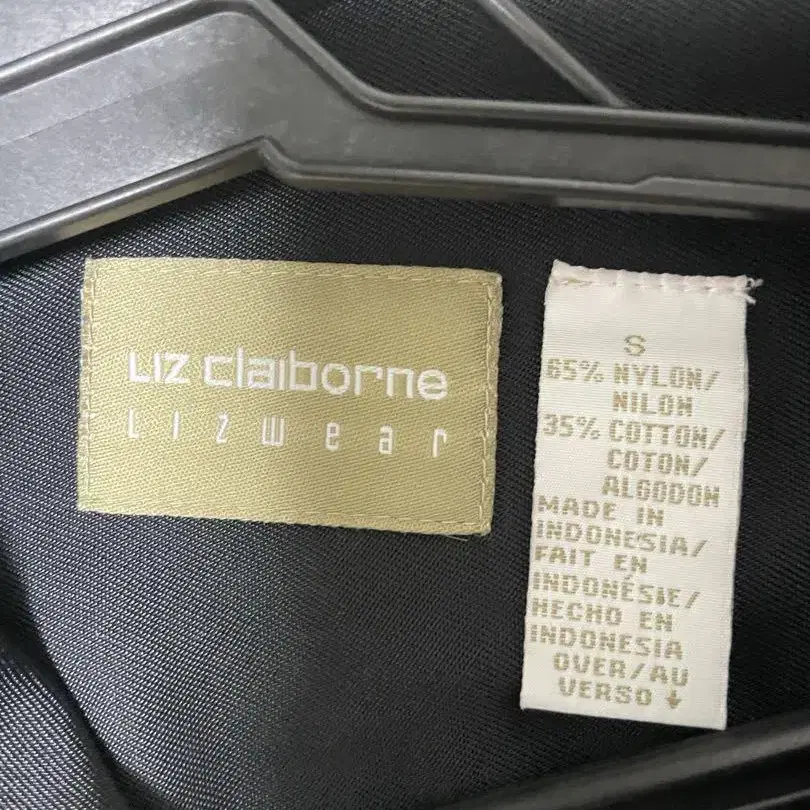 Liz claiborne
Lizwear
S
65% NYLON/
NILON
35% COTTON/
COTON/
ALGODON
MADE IN
INDONESIA/
FAIT EN
INDONÉSIE/
HECHO EN
INDONESIA
OVER/AU
VERSO ↓